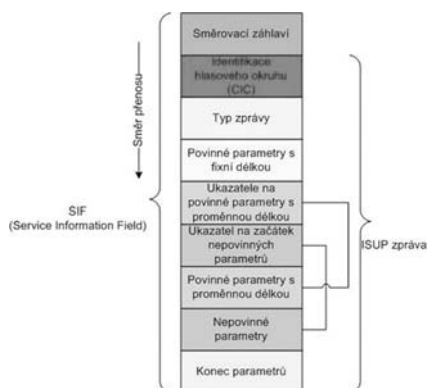 Směrovací záhlaví
Identifikace
hlasového okruhu
(CIC)
Typ zprávy
Povinné parametry s
fixní délkou
Ukazatele na
povinné parametry s
proměnnou délkou
Ukazatel na začátek
nepovinných
parametrů
Povinné parametry s
proměnnou délkou
Nepovinné
parametry
Konec parametrů
Směr přenosu
SIF
(Service Information Field)
ISUP zpráva